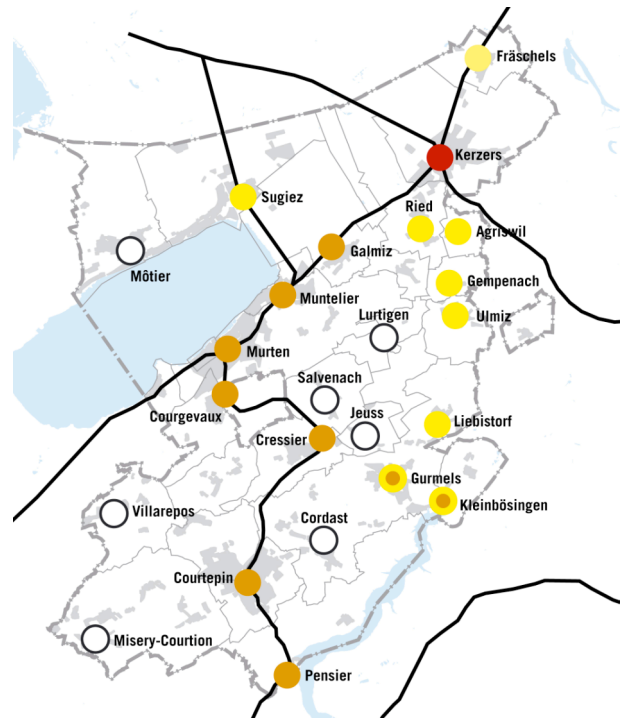 Fräschels
Kerzers
Sugiez
Ried
Agriswil
Galmiz
Môtier
Gempenach
Muntelier
Lurtigen
Ulmiz
Murten
Salvenach
Courgevaux
Jeuss
Liebistorf
Cressier
Gurmels
Kleinbösingen
Villarepos
Cordast
Courtepin
Misery-Courtion
Pensier